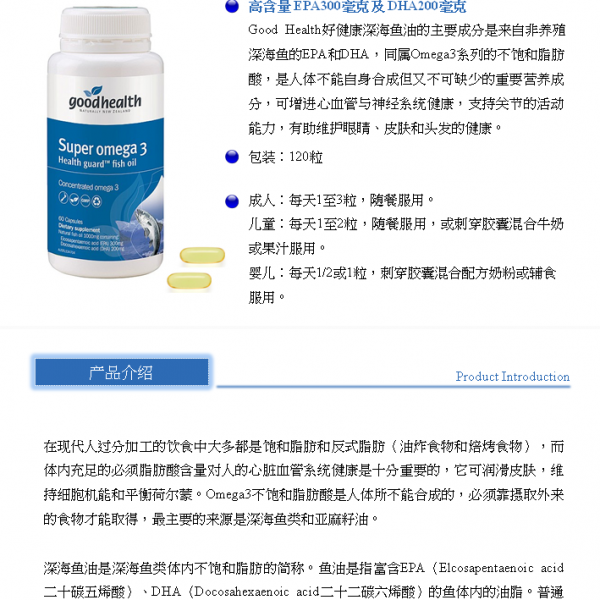 高含量 EPA300毫克 及 DHA200毫克
Good Health好健康深海鱼油的主要成分是来自非养殖
深海鱼的EPA和DHA，同属Omega3系列的不饱和脂肪
酸，是人体不能自身合成但又不可缺少的重要营养成
分，可增进心血管与神经系统健康，支持关节的活动
能力，有助维护眼睛、皮肤和头发的健康。
包装：120粒
成人：每天1至3粒，随餐服用。
儿童：每天1至2粒，随餐服用，或刺穿胶囊混合牛奶
或果汁服用。
婴儿：每天1/2或1粒，刺穿胶囊混合配方奶粉或辅食
服用。
goodhealth
NATURALLY NEW ZEALAND
Super omega 3
Health guard™ fish oil
Concentrated omega 3
60 Capsules
Dietary supplement
产品介绍
Product Introduction
在现代人过分加工的饮食中大多都是饱和脂肪和反式脂肪（油炸食物和焙烤食物），而
体内充足的必须脂肪酸含量对人的心脏血管系统健康是十分重要的，它可润滑皮肤，维
持细胞机能和平衡荷尔蒙。Omega3不饱和脂肪酸是人体所不能合成的，必须靠摄取外来
的食物才能取得，最主要的来源是深海鱼类和亚麻籽油。
深海鱼油是深海鱼类体内不饱和脂肪的简称。鱼油是指富含EPA（Elcosapentaenoic acid
二十碳五烯酸）、DHA（Docosahexaenoic acid二十二碳六烯酸）的鱼体内的油脂。普通